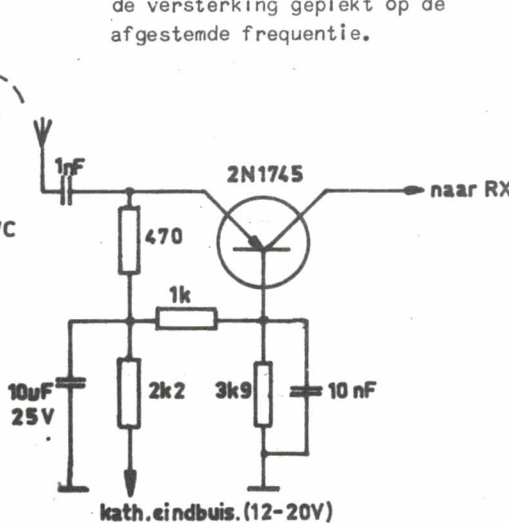 de versterking gepiekt op de
afgestemde frequentie.
1nF
2N1745
naar RX
470
1k
10uF
25V
2k2
3k9
10 nF
kath.eindbuis.(12-20V)